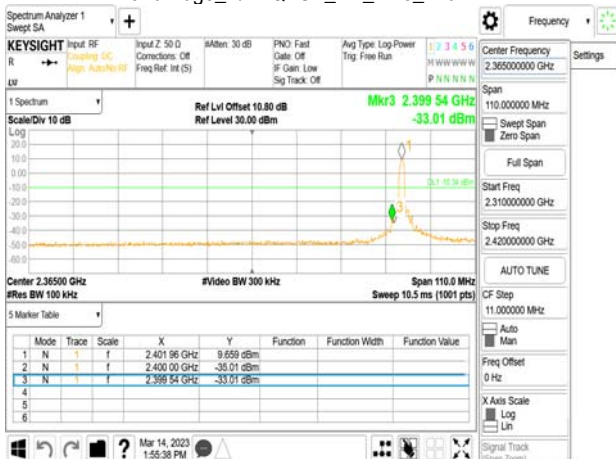 Spectrum Analyzer 1
Swept SA
+
Frequency
KEYSIGHT
R
Input: RF
Coupling: DC
Align: Auto/No RF
Input Z: 50 Ω
Corrections: Off
Freq Ref: Int (S)
#Atten: 30 dB
PNO: Fast
Gate: Off
IF Gain: Low
Sig Track: Off
Avg Type: Log-Power
Trig: Free Run
1 2 3 4 5 6
M W W W W W
P N N N N N
1 Spectrum
Scale/Div 10 dB
Ref Lvl Offset 10.80 dB
Ref Level 30.00 dBm
Mkr3 2.399 54 GHz
-33.01 dBm
Log
20.0
10.0
0.00
-10.0
-20.0
-30.0
-40.0
-50.0
-60.0
1
3
Center 2.36500 GHz
#Res BW 100 kHz
#Video BW 300 kHz
Span 110.0 MHz
Sweep 10.5 ms (1001 pts)
5 Marker Table
Mode Trace Scale X Y Function Function Width Function Value
1 N 1 f 2.401 96 GHz 9.659 dBm
2 N 1 f 2.400 00 GHz -35.01 dBm
3 N 1 f 2.399 54 GHz -33.01 dBm
4
5
6
Mar 14, 2023
1:55:38 PM
?
Center Frequency
2.365000000 GHz
Settings
Span
110.000000 MHz
Swept Span
Zero Span
Full Span
Start Freq
2.310000000 GHz
Stop Freq
2.420000000 GHz
AUTO TUNE
CF Step
11.000000 MHz
Auto
Man
Freq Offset
0 Hz
X Axis Scale
Log
Lin
Signal Track